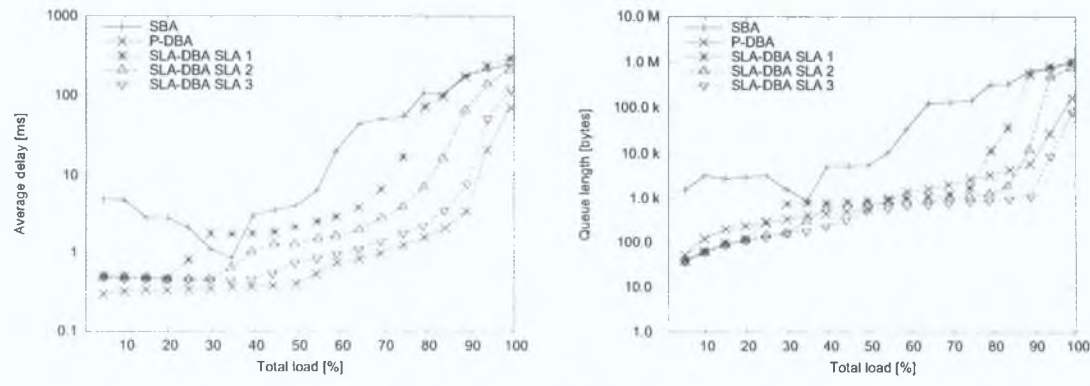 1000
100
10
1
0.1
Average delay [ms]
SBA
P-DBA
SLA-DBA SLA 1
SLA-DBA SLA 2
SLA-DBA SLA 3
10 20 30 40 50 60 70 80 90 100
Total load [%]
10.0 M
1.0 M
100.0 k
10.0 k
1.0 k
100.0
10.0
1.0
Queue length [bytes]
SBA
P-DBA
SLA-DBA SLA 1
SLA-DBA SLA 2
SLA-DBA SLA 3
10 20 30 40 50 60 70 80 90 100
Total load [%]